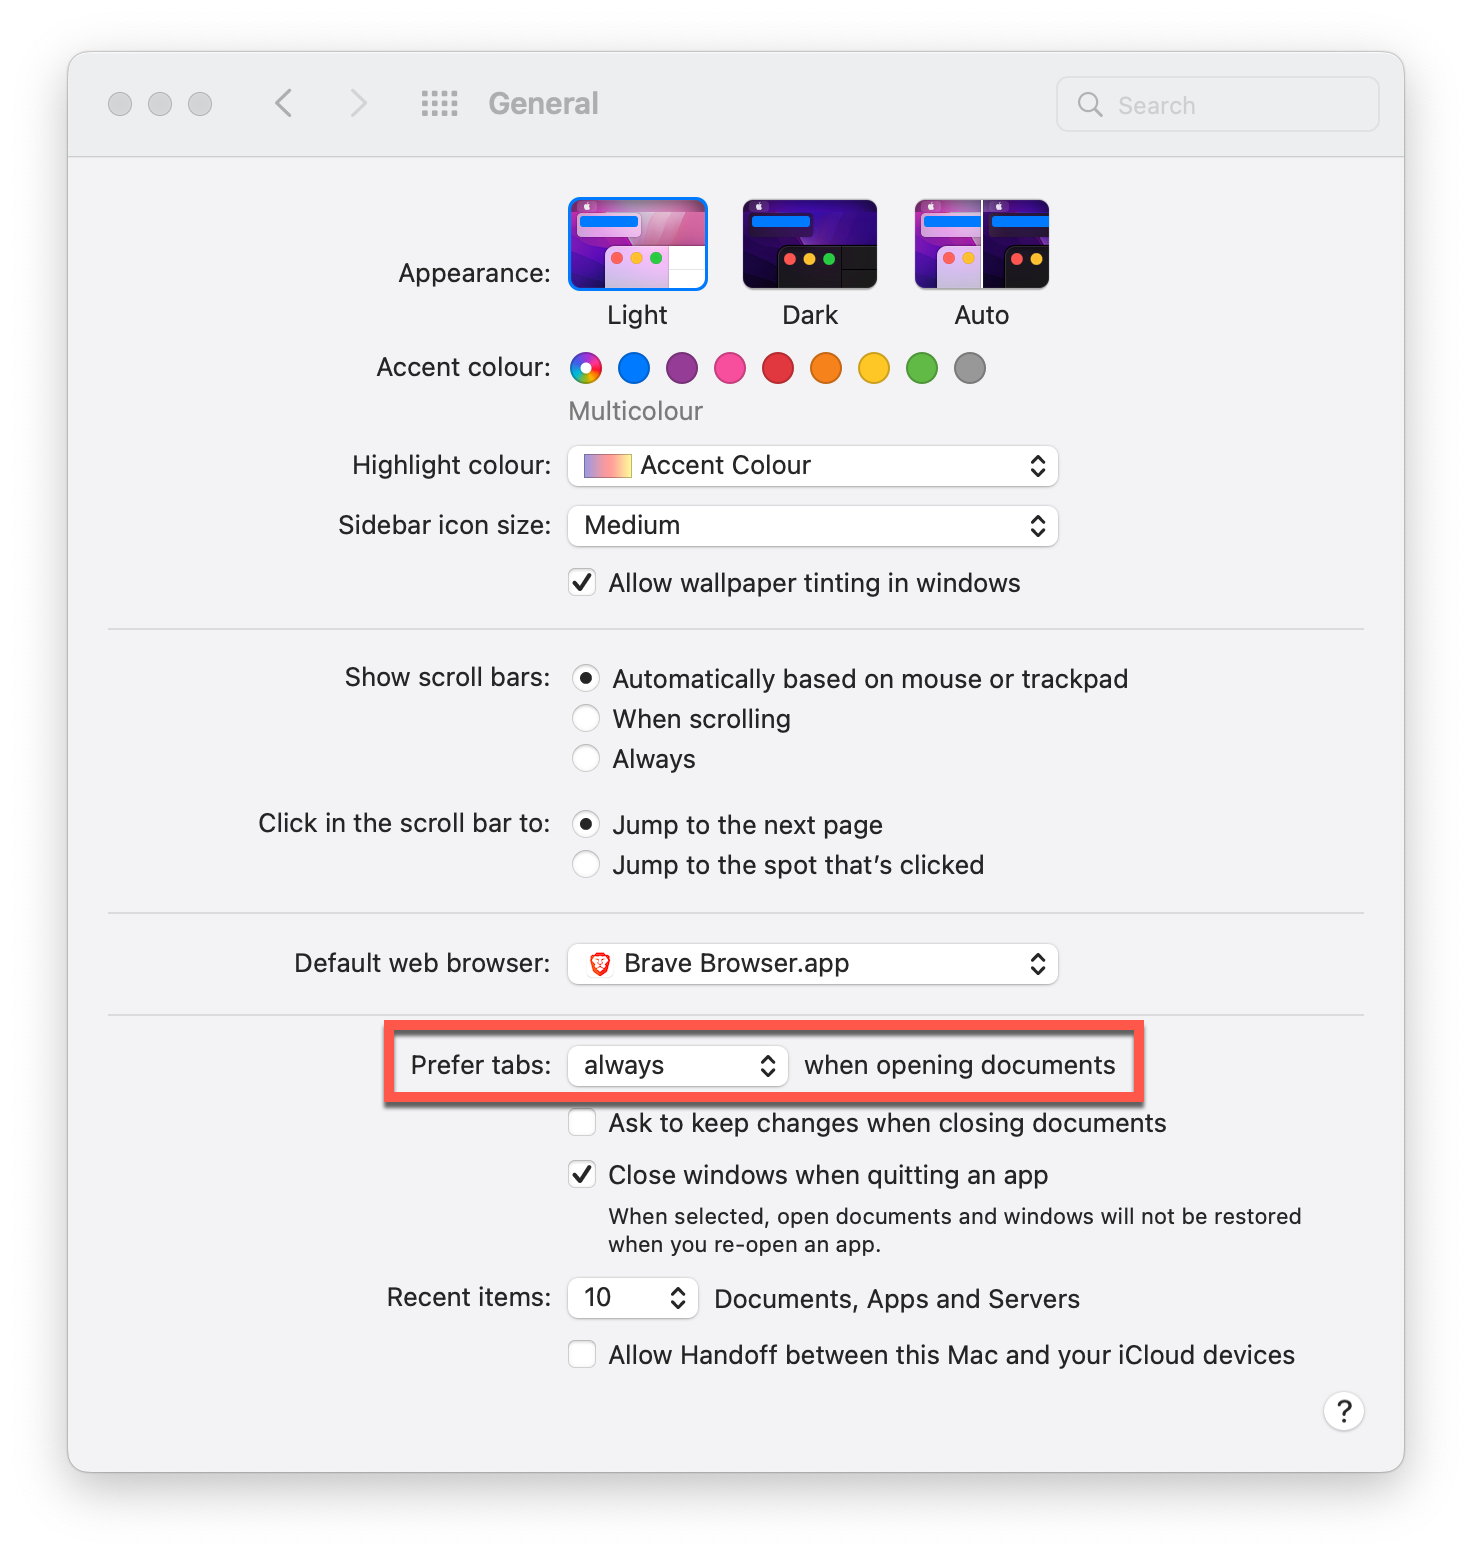 General
Search
Appearance:
Light
Dark
Auto
Accent colour:
Multicolour
Highlight colour: Accent Colour
Sidebar icon size: Medium
Allow wallpaper tinting in windows
Show scroll bars: Automatically based on mouse or trackpad
When scrolling
Always
Click in the scroll bar to: Jump to the next page
Jump to the spot that’s clicked
Default web browser: Brave Browser.app
Prefer tabs: always when opening documents
Ask to keep changes when closing documents
Close windows when quitting an app
When selected, open documents and windows will not be restored
when you re-open an app.
Recent items: 10 Documents, Apps and Servers
Allow Handoff between this Mac and your iCloud devices
?